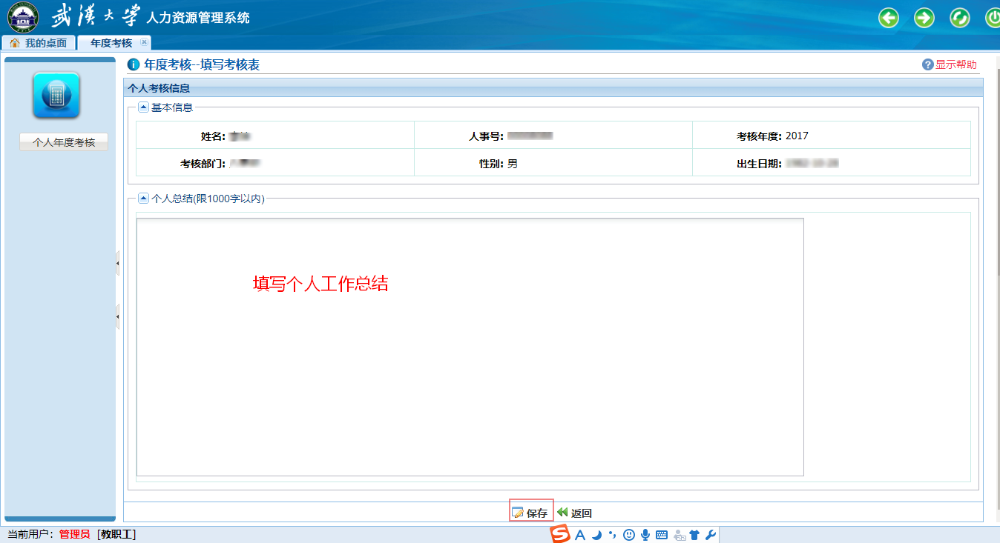 武漢大学 人力资源管理系统
我的桌面 年度考核
年度考核--填写考核表 显示帮助
个人年度考核
个人考核信息
基本信息
姓名: 人事号: 考核年度: 2017
考核部门: 性别: 男 出生日期:
个人总结(限1000字以内)
填写个人工作总结
保存 返回
当前用户: 管理员 [教职工]